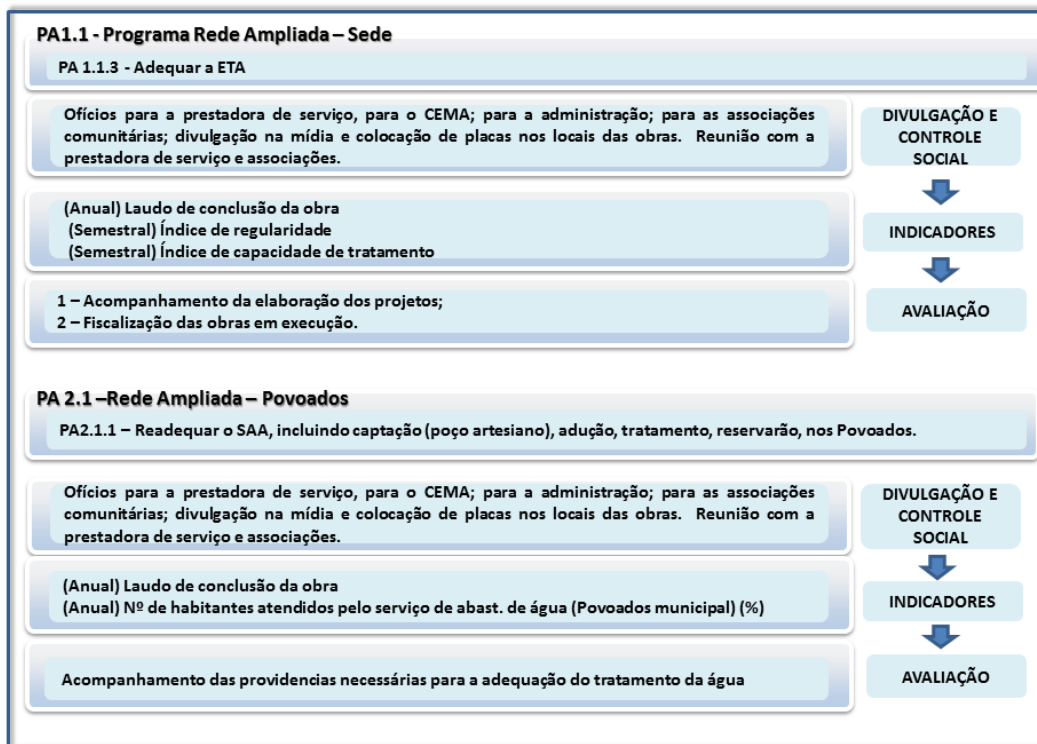 PA1.1 - Programa Rede Ampliada – Sede
PA 1.1.3 - Adequar a ETA
Ofícios para a prestadora de serviço, para o CEMA; para a administração; para as associações
comunitárias; divulgação na mídia e colocação de placas nos locais das obras. Reunião com a
prestadora de serviço e associações.
DIVULGAÇÃO E
CONTROLE
SOCIAL
(Anual) Laudo de conclusão da obra
(Semestral) Índice de regularidade
(Semestral) Índice de capacidade de tratamento
INDICADORES
1 – Acompanhamento da elaboração dos projetos;
2 – Fiscalização das obras em execução.
AVALIAÇÃO
PA 2.1 –Rede Ampliada – Povoados
PA2.1.1 – Readequar o SAA, incluindo captação (poço artesiano), adução, tratamento, reservarão, nos Povoados.
Ofícios para a prestadora de serviço, para o CEMA; para a administração; para as associações
comunitárias; divulgação na mídia e colocação de placas nos locais das obras. Reunião com a
prestadora de serviço e associações.
DIVULGAÇÃO E
CONTROLE
SOCIAL
(Anual) Laudo de conclusão da obra
(Anual) Nº de habitantes atendidos pelo serviço de abast. de água (Povoados municipal) (%)
INDICADORES
Acompanhamento das providencias necessárias para a adequação do tratamento da água
AVALIAÇÃO